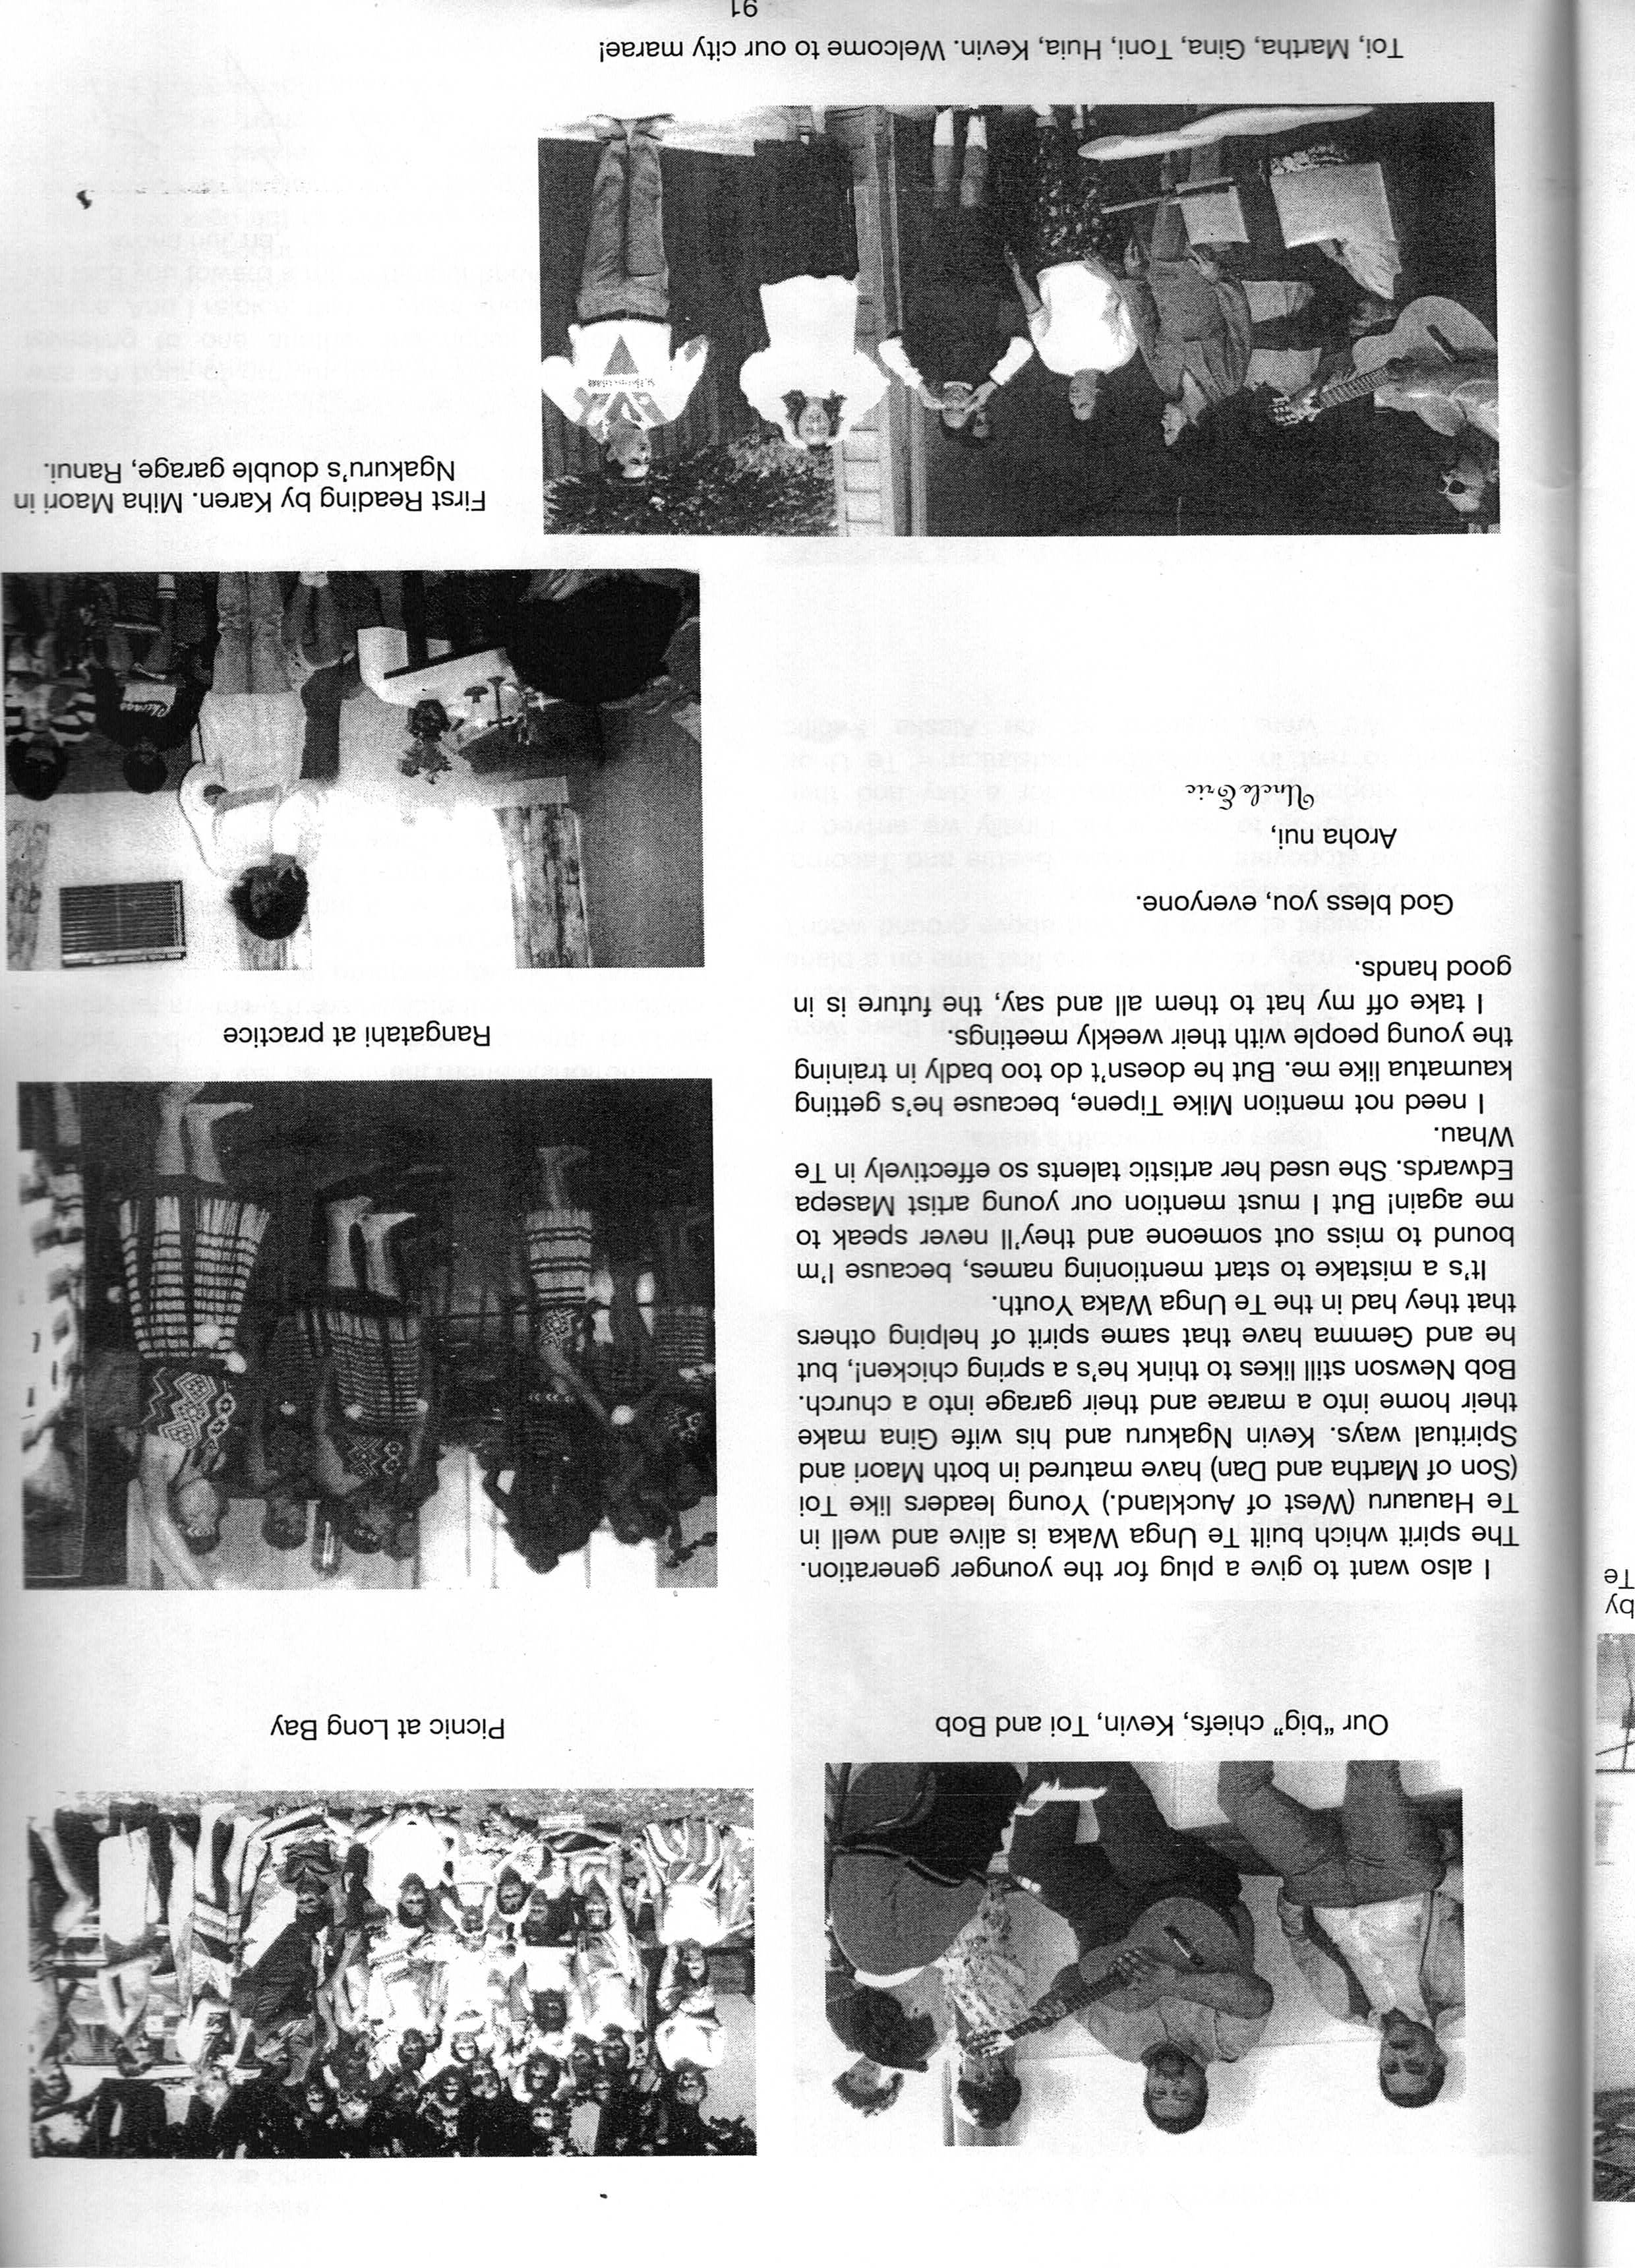 by
Te
Our “big” chiefs, Kevin, Toi and Bob
Picnic at Long Bay
I also want to give a plug for the younger generation.
The spirit which built Te Unga Waka is alive and well in
Te Hauauru (West of Auckland.) Young leaders like Toi
(Son of Martha and Dan) have matured in both Maori and
Spiritual ways. Kevin Ngakuru and his wife Gina make
their home into a marae and their garage into a church.
Bob Newson still likes to think he’s a spring chicken!, but
he and Gemma have that same spirit of helping others
that they had in the Te Unga Waka Youth.
It’s a mistake to start mentioning names, because I’m
bound to miss out someone and they’ll never speak to
me again! But I must mention our young artist Masepa
Edwards. She used her artistic talents so effectively in Te
Whau.
I need not mention Mike Tipene, because he’s getting
kaumatua like me. But he doesn’t do too badly in training
the young people with their weekly meetings.
I take off my hat to them all and say, the future is in
good hands.
God bless you, everyone.
Aroha nui,
Uncle Eric
Rangatahi at practice
Chicago
First Reading by Karen. Miha Maori in
Ngakuru’s double garage, Ranui.
Toi, Martha, Gina, Toni, Huia, Kevin. Welcome to our city marae!
91